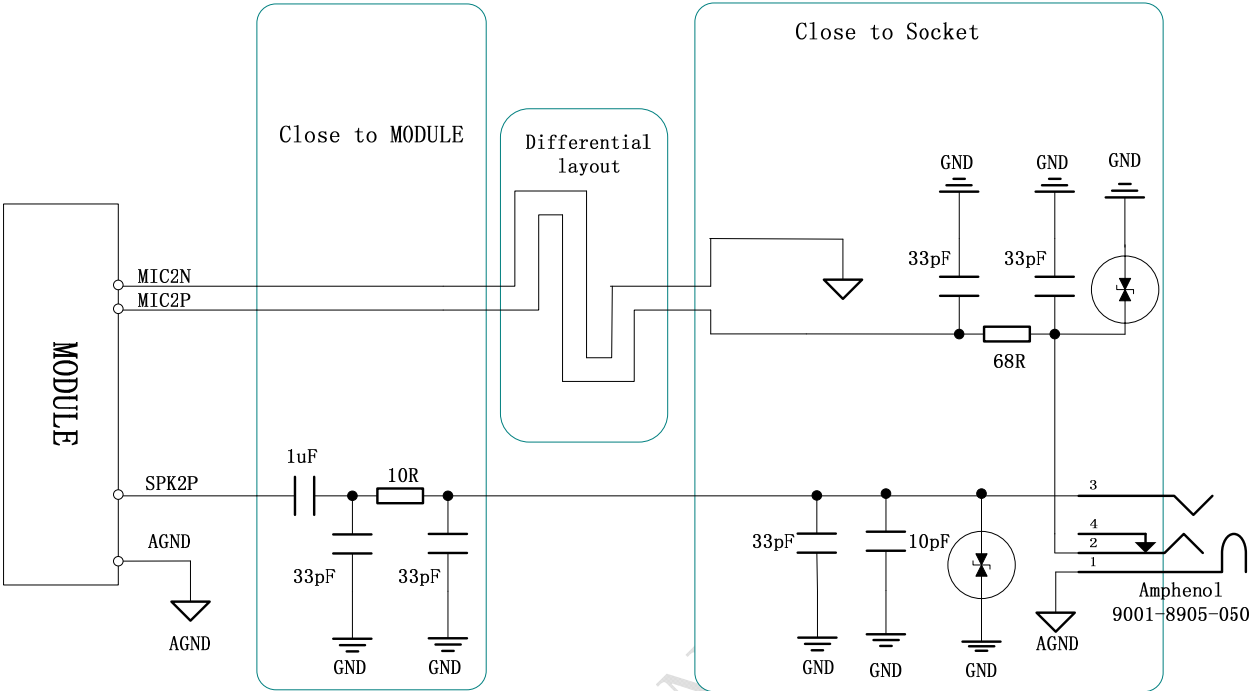 Close to Socket
Close to MODULE
Differential
layout
GND
GND
GND
33pF
33pF
MIC2N
MIC2P
MODULE
68R
1uF
10R
SPK2P
3
4
2
1
AGND
33pF
10pF
33pF
33pF
Amphenol
9001-8905-050
AGND
AGND
GND
GND
GND
GND
GND